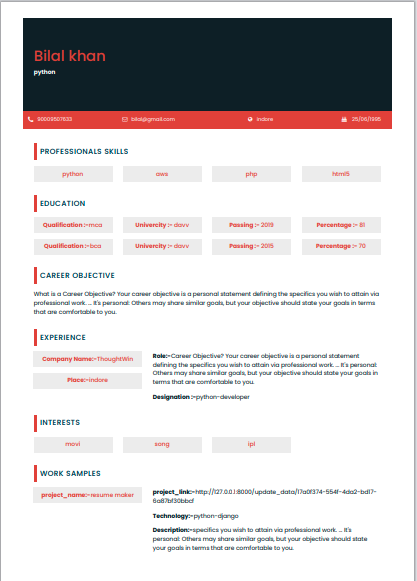 Bilal khan
python
90009607633 bilal@gmail.com indore 25/06/1995
PROFESSIONALS SKILLS
python aws php html5
EDUCATION
Qualification :-mca Univercity :- davv Passing :- 2019 Percentage :- 81
Qualification :-bca Univercity :- davv Passing :- 2015 Percentage :- 70
CAREER OBJECTIVE
What is a Career Objective? Your career objective is a personal statement defining the specifics you wish to attain via
professional work. ... It's personal: Others may share similar goals, but your objective should state your goals in terms
that are comfortable to you.
EXPERIENCE
Company Name:-ThoughtWin
Place:-indore
Role:-Career Objective? Your career objective is a personal statement
defining the specifics you wish to attain via professional work. ... It's personal:
Others may share similar goals, but your objective should state your goals in
terms that are comfortable to you.
Designation :-python-developer
INTERESTS
movi song ipl
WORK SAMPLES
project_name:-resume maker
project_link:-http://127.0.0.1:8000/update_data/17a0f374-554f-4da2-bd17-
6a87bf30bbcf
Technology:-python-django
Description:-specifics you wish to attain via professional work. ... It's
personal: Others may share similar goals, but your objective should state
your goals in terms that are comfortable to you.